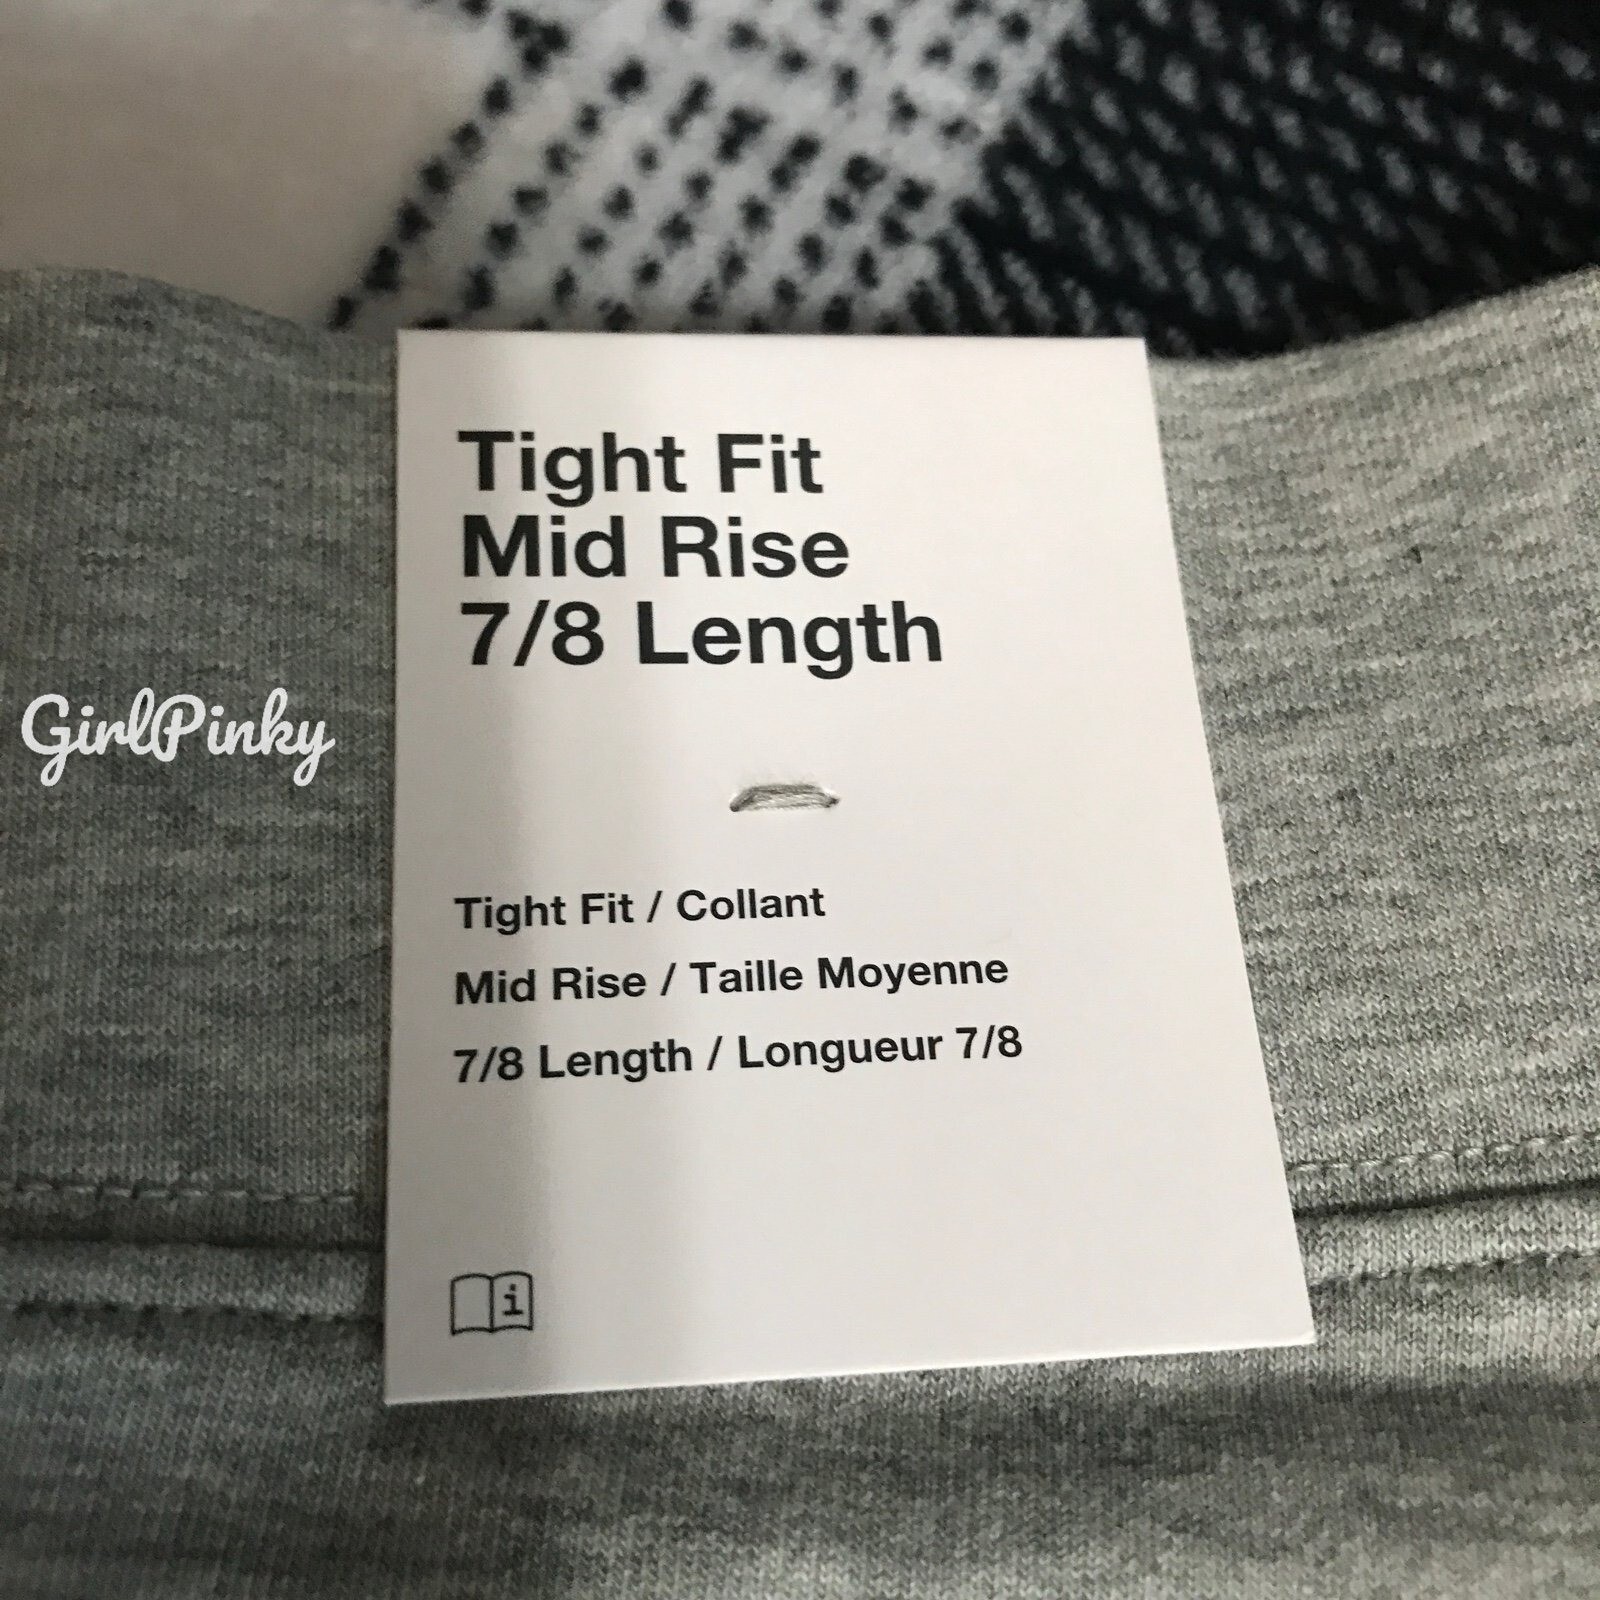 Tight Fit
Mid Rise
7/8 Length
GirlPinky
Tight Fit / Collant
Mid Rise / Taille Moyenne
7/8 Length / Longueur 7/8
i